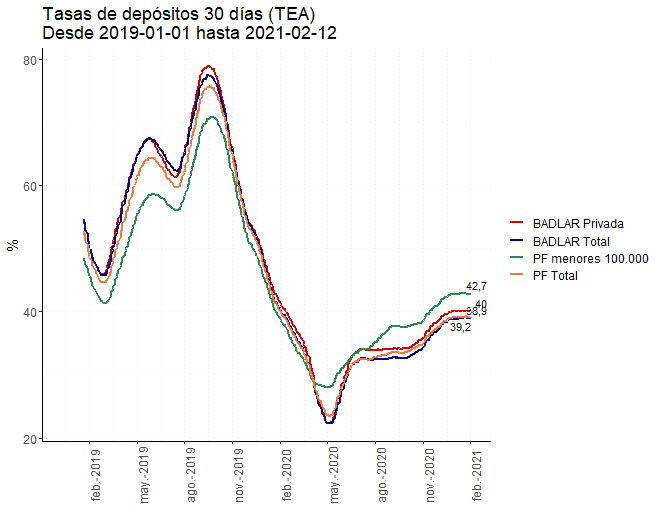 Tasas de depósitos 30 días (TEA)
Desde 2019-01-01 hasta 2021-02-12
80
60
40
20
%
42,7
40
38,9
39,2
BADLAR Privada
BADLAR Total
PF menores 100.000
PF Total
feb.-2019
may.-2019
ago.-2019
nov.-2019
feb.-2020
may.-2020
ago.-2020
nov.-2020
feb.-2021